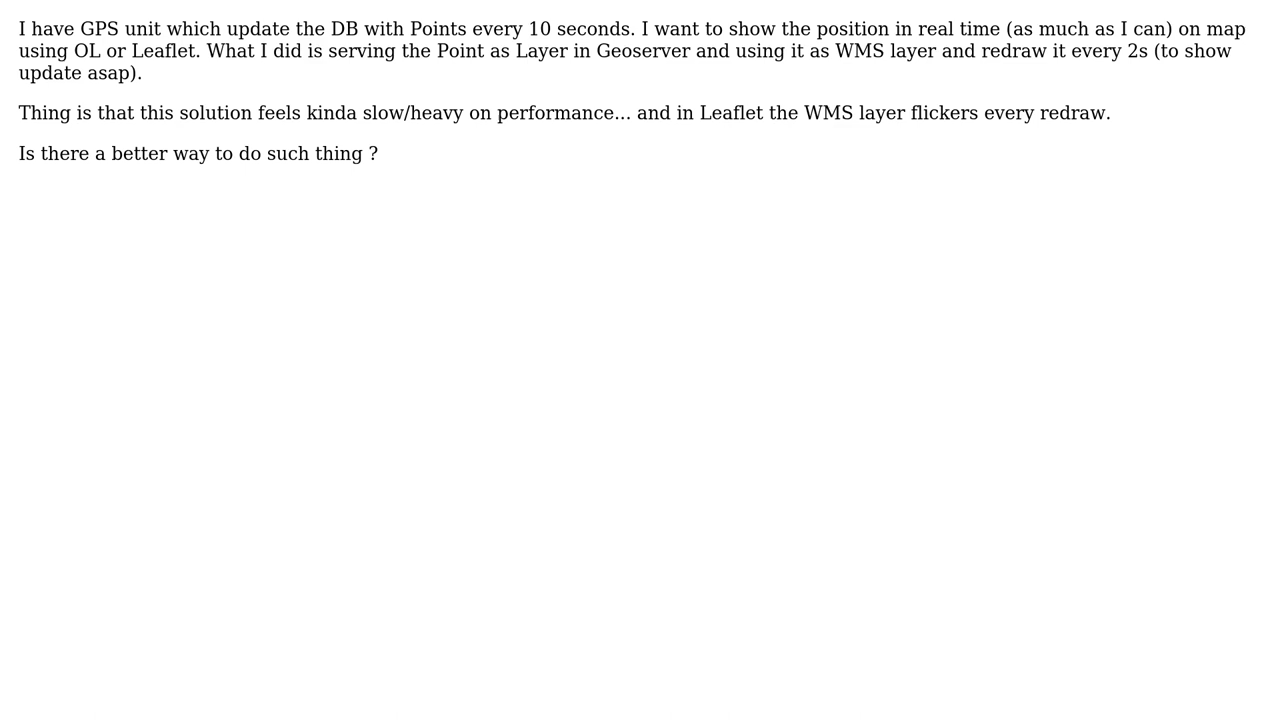 I have GPS unit which update the DB with Points every 10 seconds. I want to show the position in real time (as much as I can) on map
using OL or Leaflet. What I did is serving the Point as Layer in Geoserver and using it as WMS layer and redraw it every 2s (to show
update asap).
Thing is that this solution feels kinda slow/heavy on performance... and in Leaflet the WMS layer flickers every redraw.
Is there a better way to do such thing ?